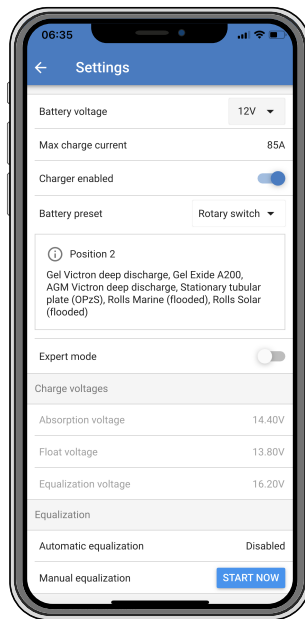 06:35
Settings
Battery voltage 12V
Max charge current 85A
Charger enabled
Battery preset Rotary switch
Position 2
Gel Victron deep discharge, Gel Exide A200,
AGM Victron deep discharge, Stationary tubular
plate (OPzS), Rolls Marine (flooded), Rolls Solar
(flooded)
Expert mode
Charge voltages
Absorption voltage 14.40V
Float voltage 13.80V
Equalization voltage 16.20V
Equalization
Automatic equalization Disabled
Manual equalization START NOW